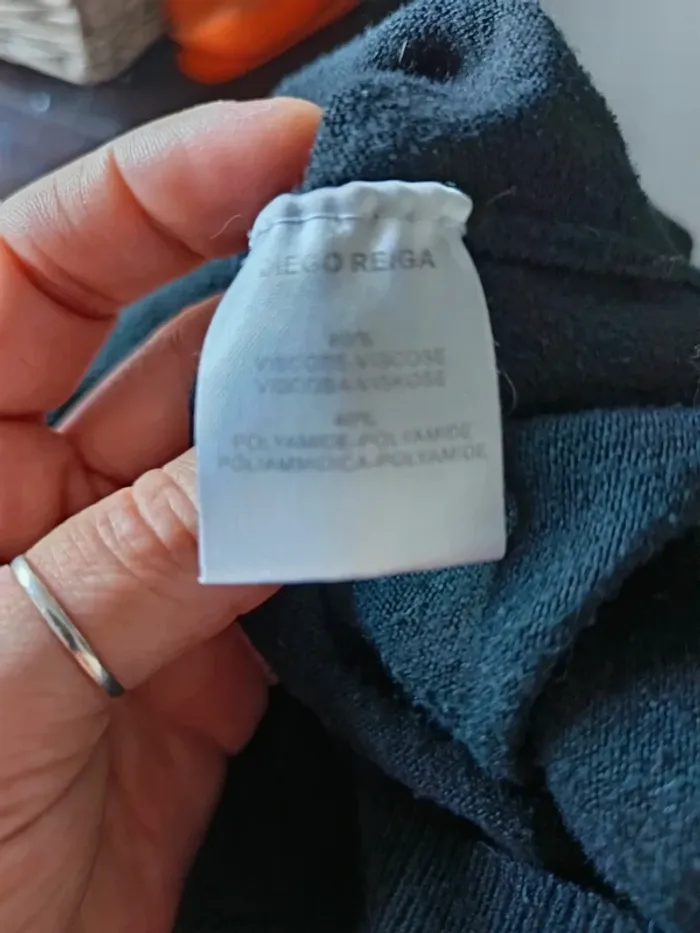 DIEGO REIGA
60%
VISCOSE-VISCOSE
VISCOSA-VISKOSE
40%
POLYAMIDE-POLYAMIDE
POLIAMMIDICA-POLYAMIDE